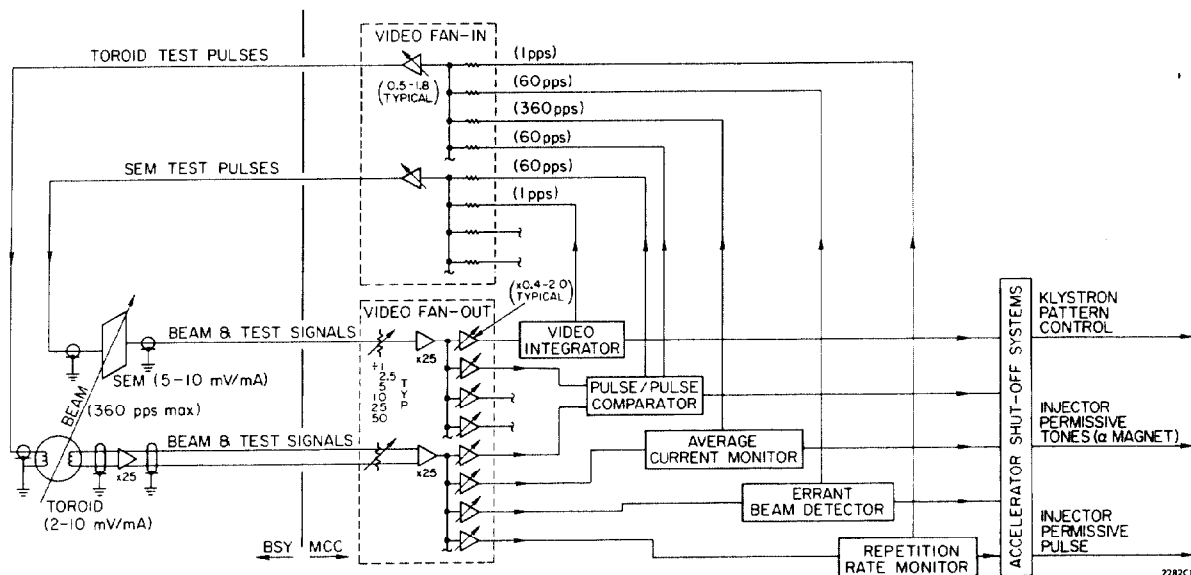 VIDEO FAN-IN
TOROID TEST PULSES
(0.5-1.8
TYPICAL)
(1pps)
(60pps)
(360pps)
(60pps)
SEM TEST PULSES
(60pps)
(1pps)
(x0.4-2.0
TYPICAL)
VIDEO FAN-OUT
BEAM & TEST SIGNALS
÷1
2.5
5
10
25
50
TYP
x25
VIDEO
INTEGRATOR
SEM (5-10 mV/mA)
BEAM
(360 pps max)
PULSE/PULSE
COMPARATOR
BEAM & TEST SIGNALS
x25
x25
AVERAGE
CURRENT MONITOR
TOROID
(2-10 mV/mA)
ERRANT
BEAM DETECTOR
BSY
MCC
REPETITION
RATE MONITOR
ACCELERATOR SHUT-OFF SYSTEMS
KLYSTRON
PATTERN
CONTROL
INJECTOR
PERMISSIVE
TONES (α MAGNET)
INJECTOR
PERMISSIVE
PULSE